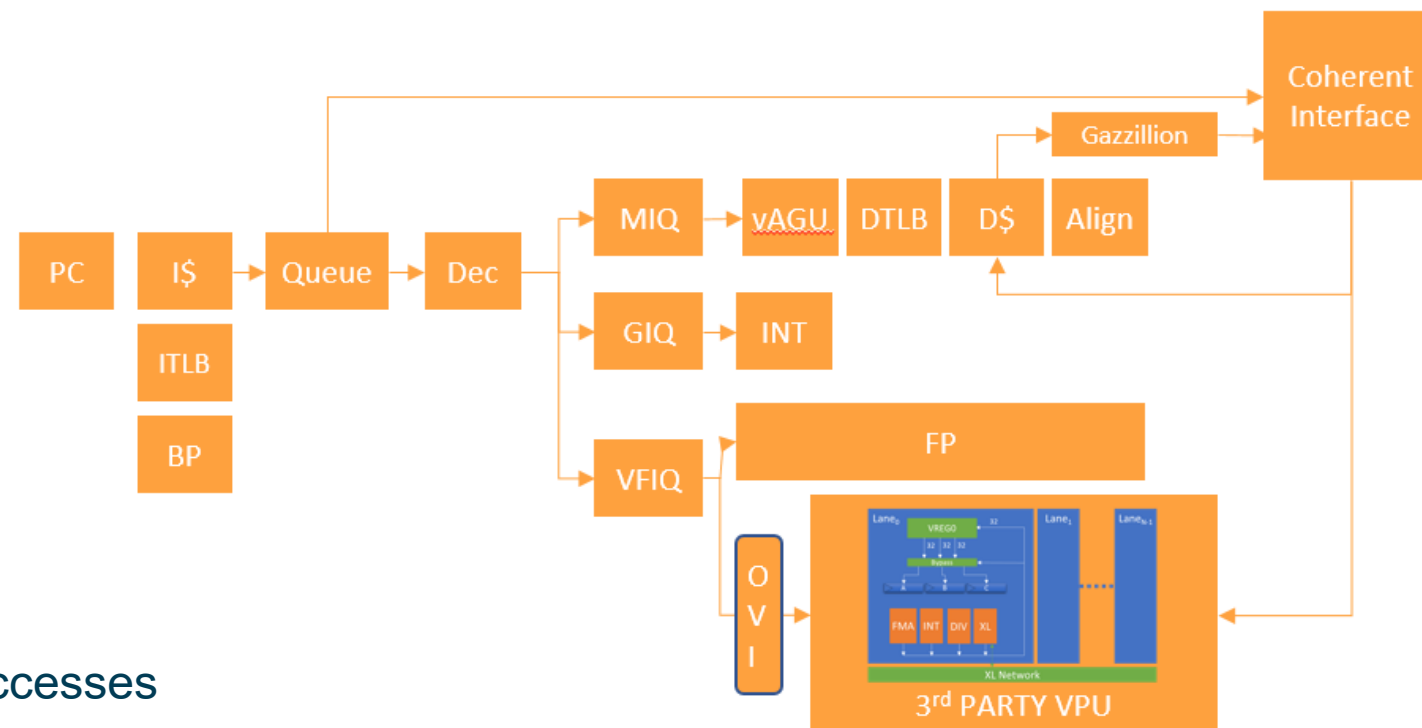 Coherent
Interface
Gazzillion
MIQ
vAGU
DTLB
D$
Align
PC
I$
Queue
Dec
GIQ
INT
ITLB
BP
VFIQ
FP
O
V
I
Lane0
VREG0
32
Lane1
LaneN-1
32 32 32
Bypass
A B C
FMA INT DIV XL
XL Network
3rd PARTY VPU
ccesses